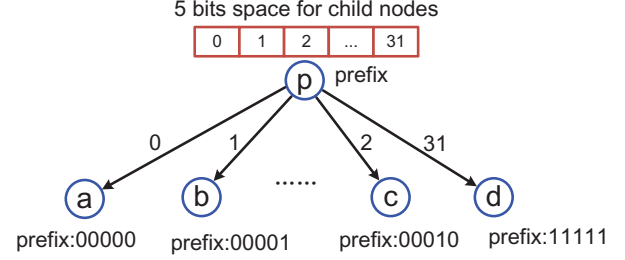 5 bits space for child nodes
0 1 2 ... 31
p prefix
0 1 2 31
a b ...... c d
prefix:00000 prefix:00001 prefix:00010 prefix:11111